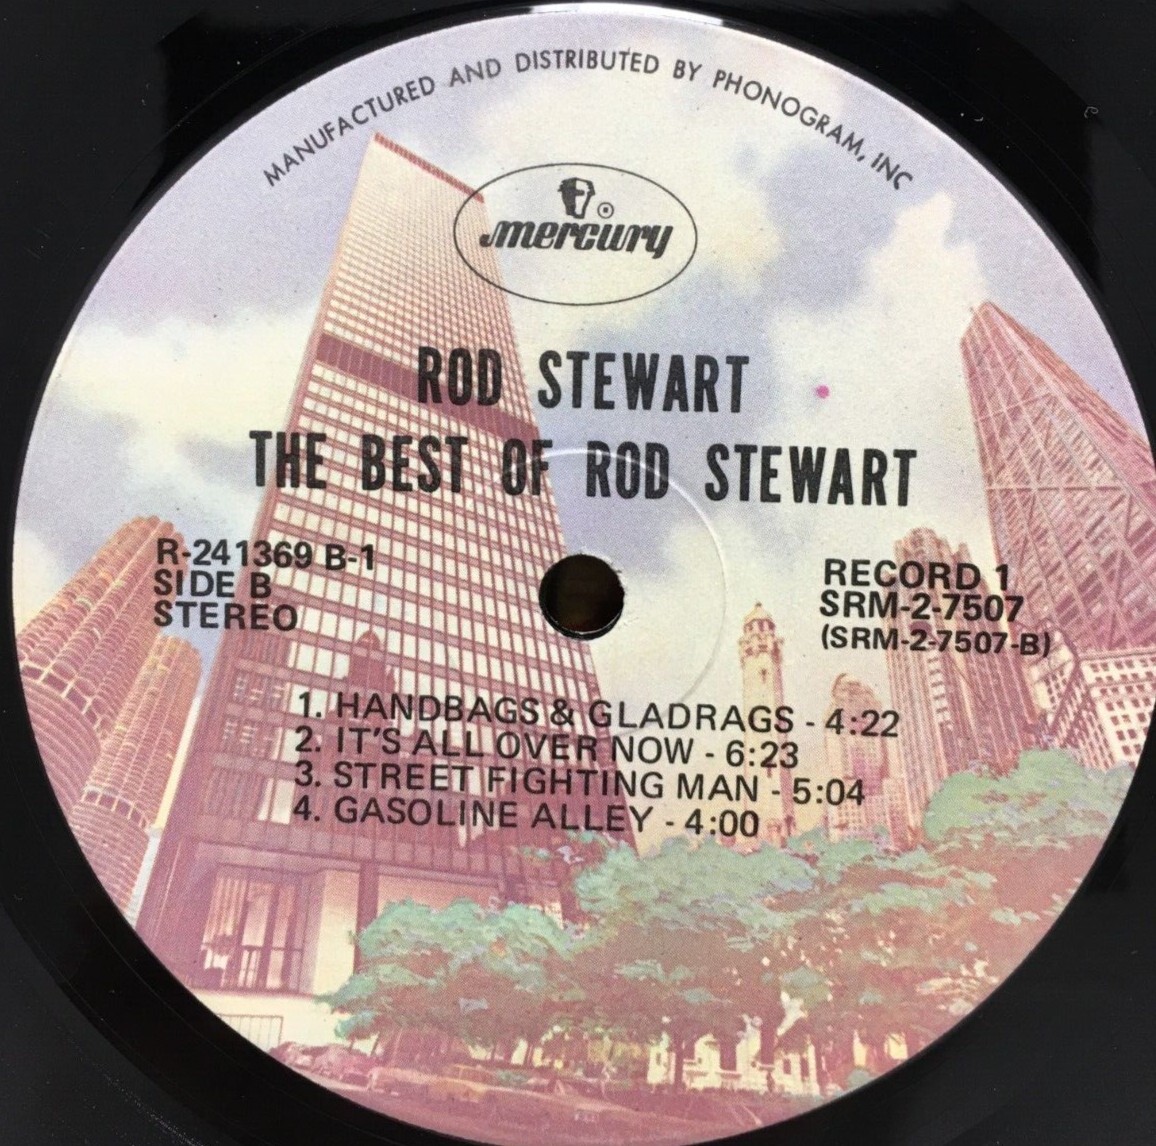 MANUFACTURED AND DISTRIBUTED BY PHONOGRAM, INC
mercury
ROD STEWART
THE BEST OF ROD STEWART
R-241369 B-1
SIDE B
STEREO
RECORD 1
SRM-2-7507
(SRM-2-7507-B)
1. HANDBAGS & GLADRAGS - 4:22
2. IT'S ALL OVER NOW - 6:23
3. STREET FIGHTING MAN - 5:04
4. GASOLINE ALLEY - 4:00